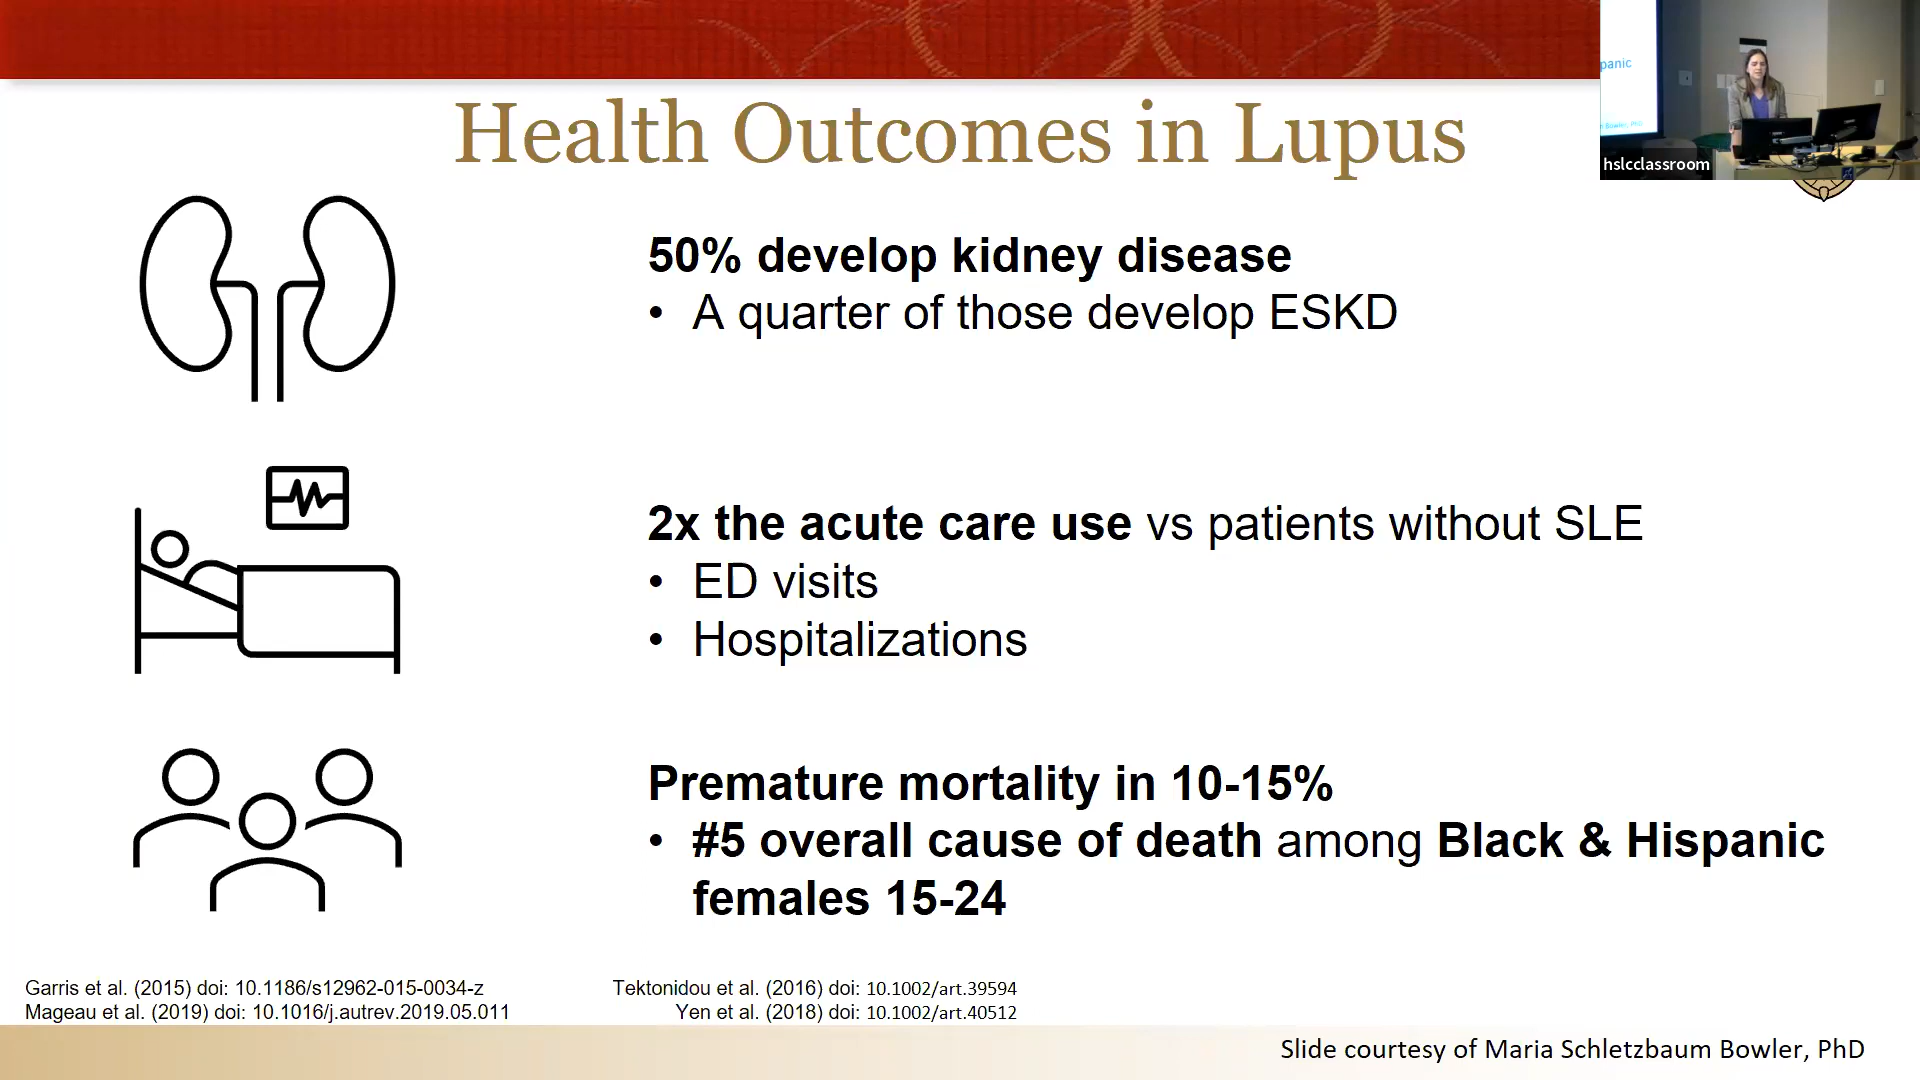 Health Outcomes in Lupus
panic
hslcclassroom
50% develop kidney disease
• A quarter of those develop ESKD
2x the acute care use vs patients without SLE
• ED visits
• Hospitalizations
Premature mortality in 10-15%
• #5 overall cause of death among Black & Hispanic
females 15-24
Garris et al. (2015) doi: 10.1186/s12962-015-0034-z
Mageau et al. (2019) doi: 10.1016/j.autrev.2019.05.011
Tektonidou et al. (2016) doi: 10.1002/art.39594
Yen et al. (2018) doi: 10.1002/art.40512
Slide courtesy of Maria Schletzbaum Bowler, PhD